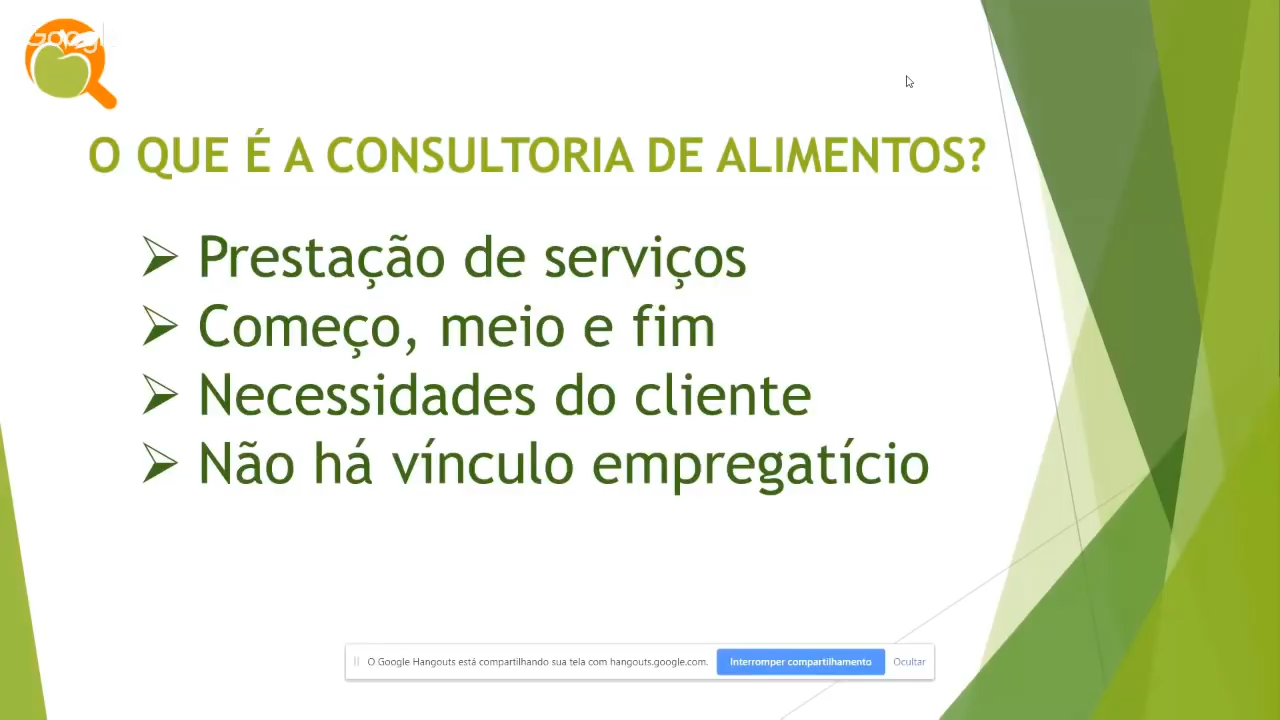 Google
O QUE É A CONSULTORIA DE ALIMENTOS?
Prestação de serviços
Começo, meio e fim
Necessidades do cliente
Não há vínculo empregatício
O Google Hangouts está compartilhando sua tela com hangouts.google.com.
Interromper compartilhamento
Ocultar